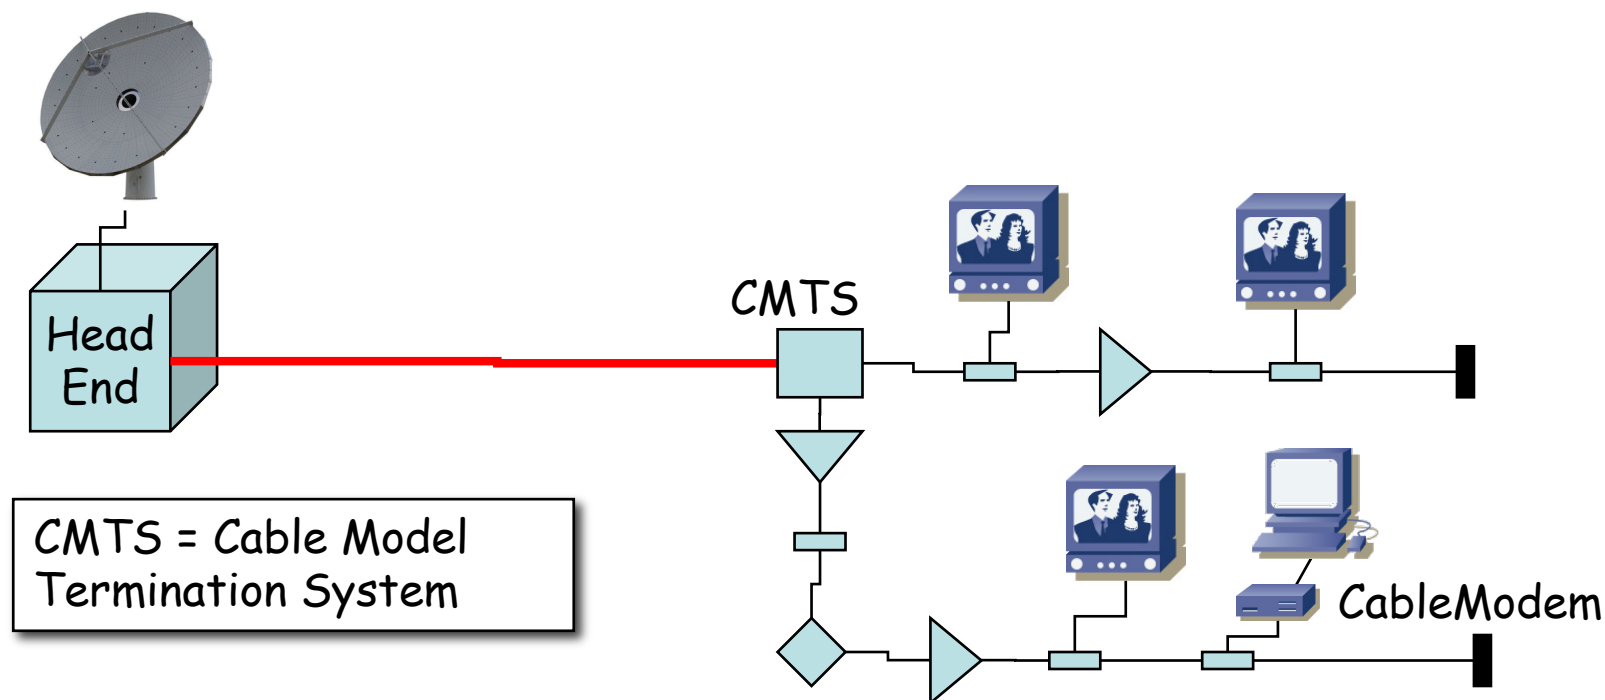 CMTS
Head
End
CMTS = Cable Model
Termination System
CableModem